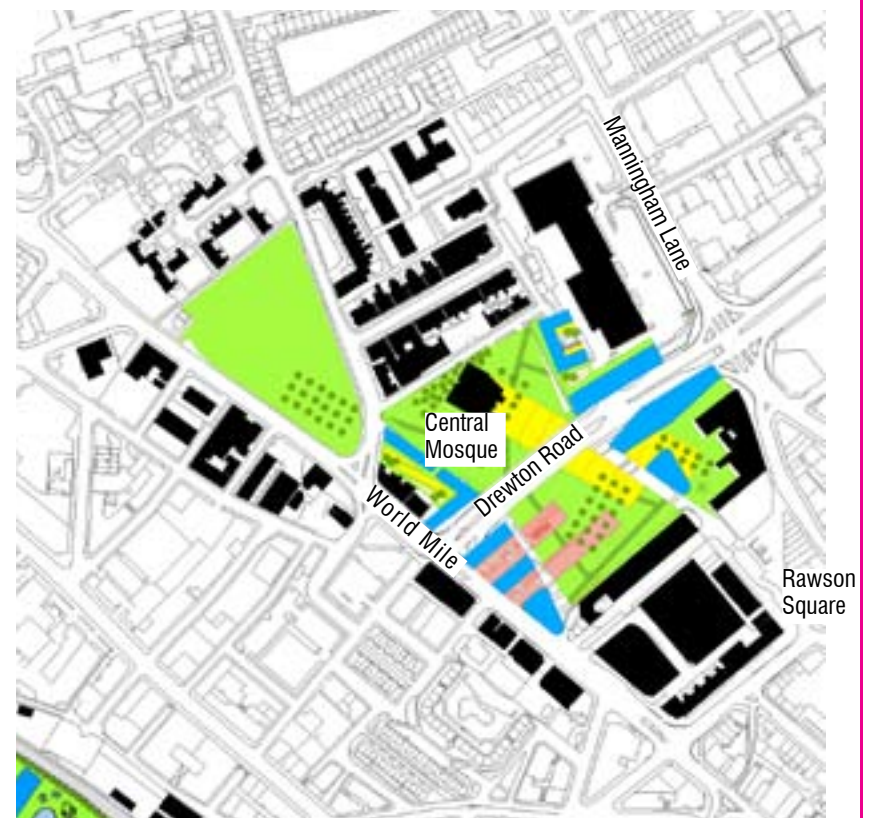 Manningham Lane
Central
Mosque
Drewton Road
World Mile
Rawson
Square